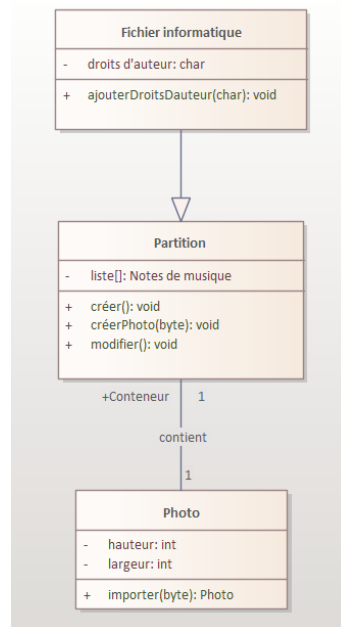 Fichier informatique
- droits d'auteur: char
+ ajouterDroitsDauteur(char): void
Partition
- liste[]: Notes de musique
+ créer(): void
+ créerPhoto(byte): void
+ modifier(): void
+Conteneur 1
contient
1
Photo
- hauteur: int
- largeur: int
+ importer(byte): Photo